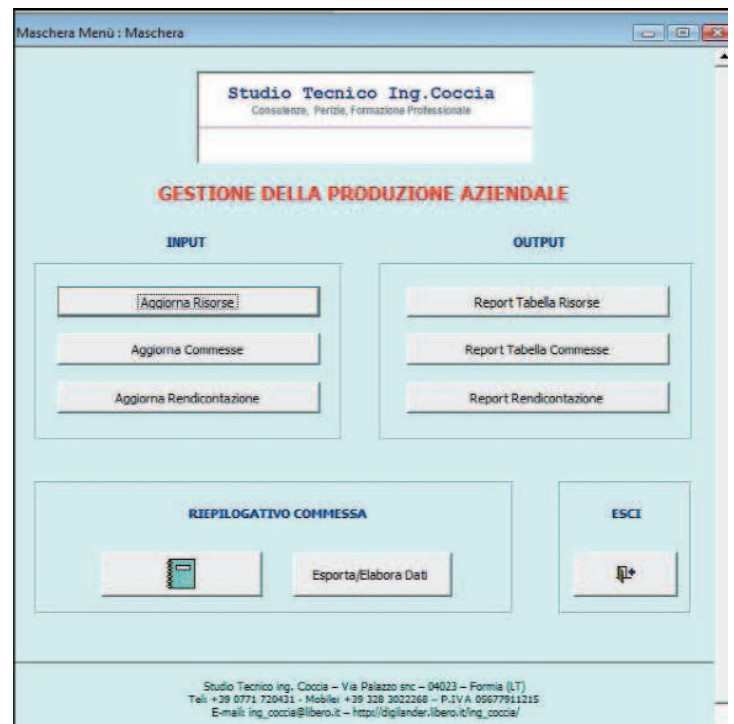 Maschera Menù : Maschera
Studio Tecnico Ing.Coccia
Consulenze, Perizie, Formazione Professionale
GESTIONE DELLA PRODUZIONE AZIENDALE
INPUT
OUTPUT
Aggiorna Risorse
Report Tabella Risorse
Aggiorna Commesse
Report Tabella Commesse
Aggiorna Rendicontazione
Report Rendicontazione
RIEPILOGATIVO COMMESSA
ESCI
Esporta/Elabora Dati
Studio Tecnico ing. Coccia – Via Palazzo snc – 04023 – Formia (LT)
Tel: +39 0771 720431 - Mobile: +39 328 3022268 – P.IVA 05677911215
E-mail: ing_coccia@libero.it – http://digilander.libero.it/ing_coccia/